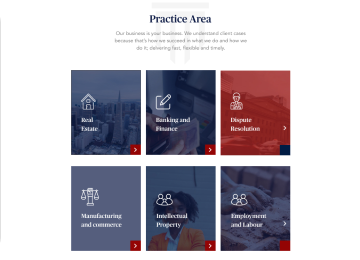 Practice Area
Our business is your business. We understand client cases
because that's how we succeed in what we do and how we
do it; delivering fast, flexible and timely.
Real
Estate
Banking and
Finance
Dispute
Resolution
Manufacturing
and commerce
Intellectual
Property
Employment
and Labour